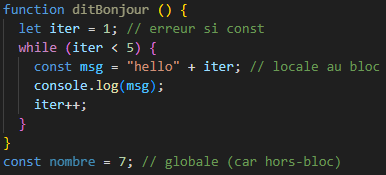 function ditBonjour () {
  let iter = 1; // erreur si const
  while (iter < 5) {
    const msg = "hello" + iter; // locale au bloc
    console.log(msg);
    iter++;
  }
}
const nombre = 7; // globale (car hors-bloc)